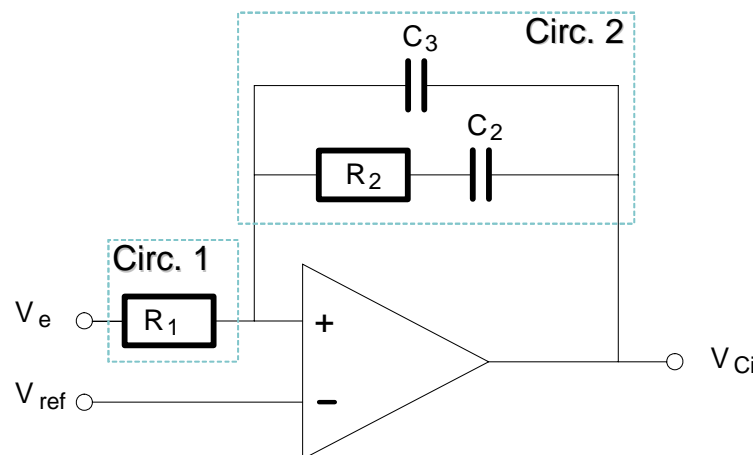 C3
Circ. 2
C2
R2
Circ. 1
Ve
R1
+
Vref
−
VCi